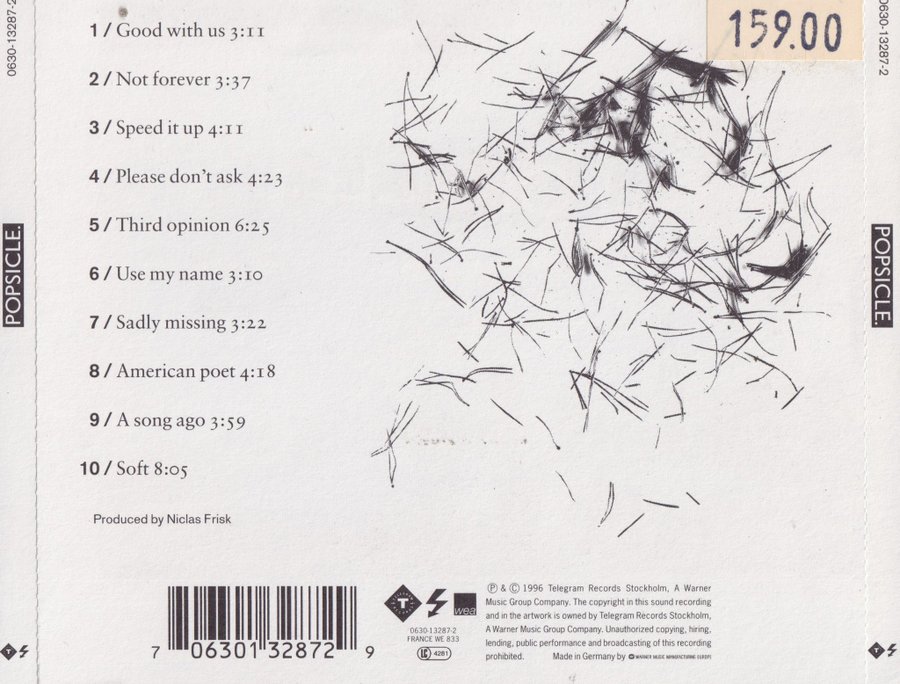 0630-13287-2
159.00
0630-13287-2
1 / Good with us 3:11
2 / Not forever 3:37
3 / Speed it up 4:11
4 / Please don't ask 4:23
5 / Third opinion 6:25
6 / Use my name 3:10
7 / Sadly missing 3:22
8 / American poet 4:18
9 / A song ago 3:59
10 / Soft 8:05
POPSICLE.
POPSICLE.
Produced by Niclas Frisk
7 06301 32872 9
T
wea
0630-13287-2
FRANCE WE 833
LC 4281
Ⓟ & © 1996 Telegram Records Stockholm, A Warner
Music Group Company. The copyright in this sound recording
and in the artwork is owned by Telegram Records Stockholm,
A Warner Music Group Company. Unauthorized copying, hiring,
lending, public performance and broadcasting of this recording
prohibited. Made in Germany by WARNER MUSIC MANUFACTURING EUROPE